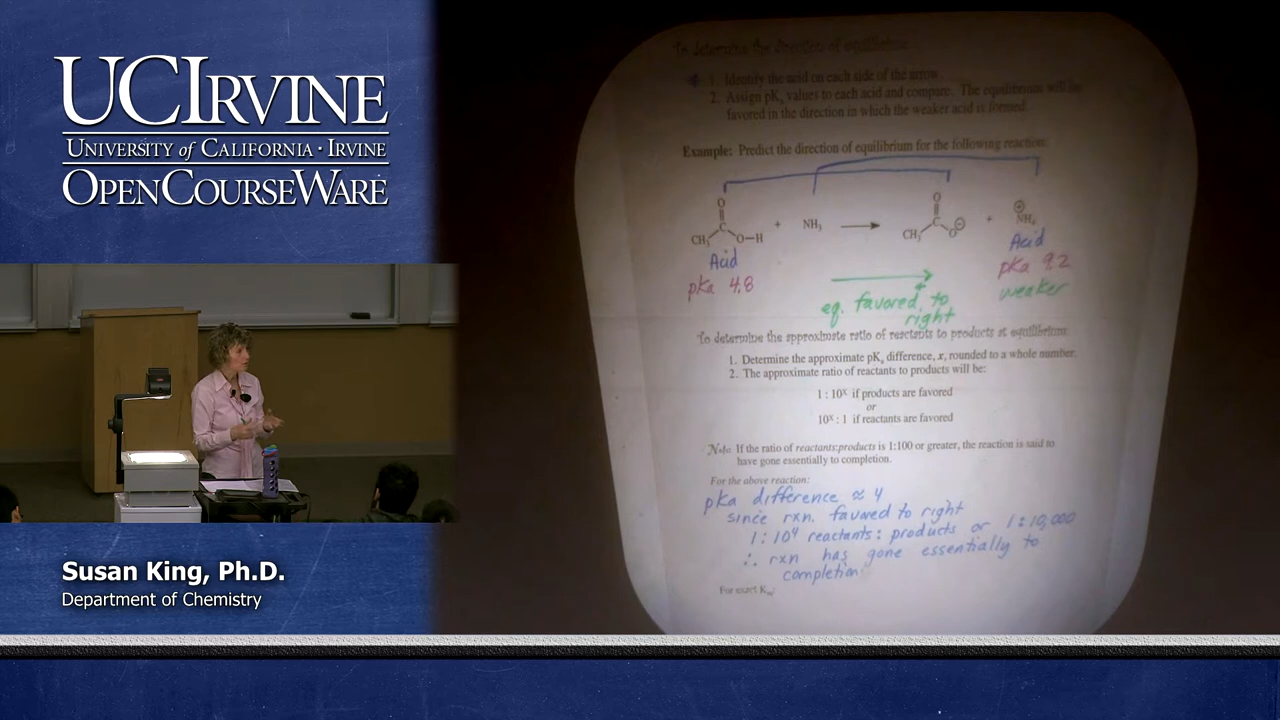 UCIRVINE
UNIVERSITY of CALIFORNIA · IRVINE
OPENCOURSEWARE
Susan King, Ph.D.
Department of Chemistry
To determine the direction of equilibrium:
1. Identify the acid on each side of the arrow.
2. Assign pKa values to each acid and compare. The equilibrium will be
favored in the direction in which the weaker acid is formed.
Example: Predict the direction of equilibrium for the following reaction:
O
C
CH3 O—H + NH3 → O
C
CH3 O⊖ + ⊕
NH4
Acid
pKa 4.8
Acid
pKa 9.2
weaker
eq. favored to
right
To determine the approximate ratio of reactants to products at equilibrium:
1. Determine the approximate pKa difference, x, rounded to a whole number.
2. The approximate ratio of reactants to products will be:
1 : 10ˣ if products are favored
or
10ˣ : 1 if reactants are favored
Note: If the ratio of reactants:products is 1:100 or greater, the reaction is said to
have gone essentially to completion.
For the above reaction:
pka difference ≈ 4
since rxn. favored to right
1:10⁴ reactants: products or 1:10,000
∴ rxn has gone essentially to
completion
For exact Keq: